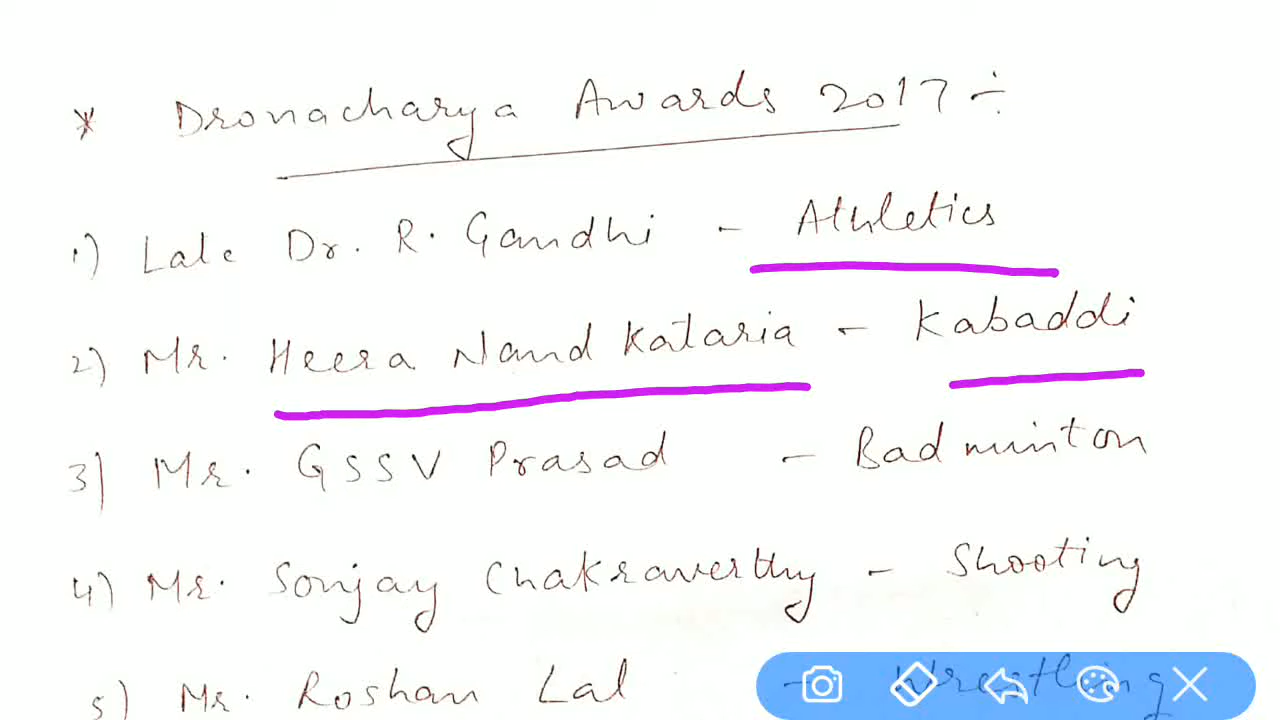 * Dronacharya Awards 2017 ÷
1) Late Dr. R. Gandhi - Athletics
2) Mr. Heera Nand Kataria - Kabaddi
3) Mr. GSSV Prasad - Badminton
4) Mr. Sonjay Chakraverthy - Shooting
5) Mr. Roshan Lal - Wrestling